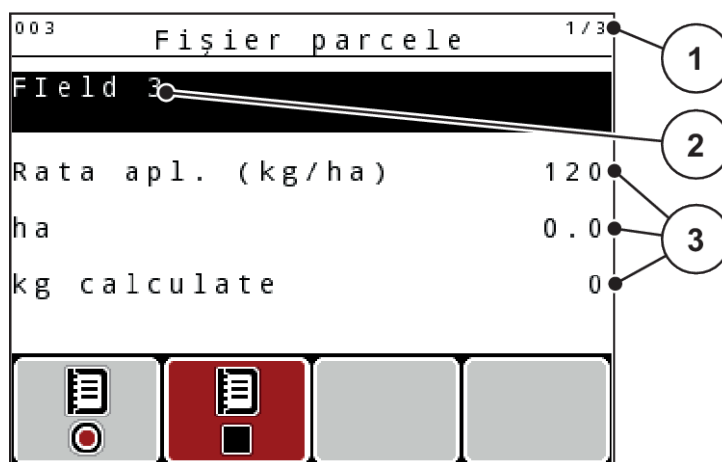 003 Fișier parcele 1/3
FIeld 3
Rata apl. (kg/ha) 120
ha 0.0
kg calculate 0
1
2
3